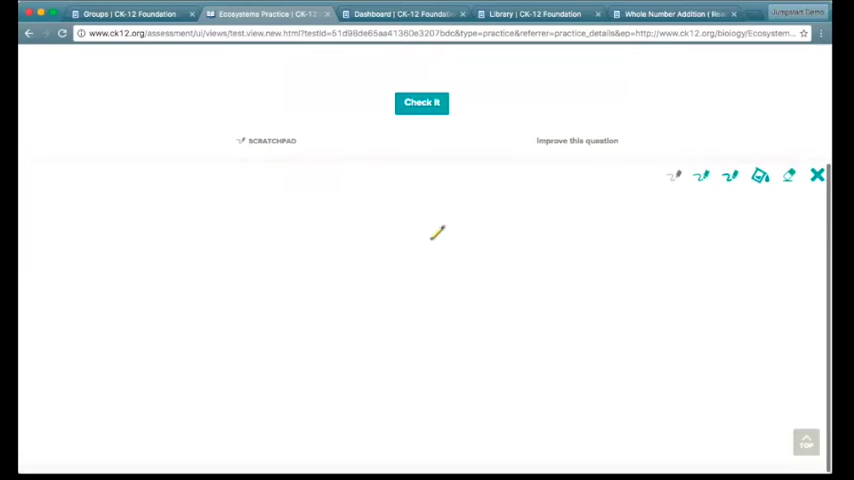 Groups | CK-12 Foundation
Ecosystems Practice | CK-12
Dashboard | CK-12 Foundation
Library | CK-12 Foundation
Whole Number Addition ( Rea
Jumpstart Demo
www.ck12.org/assessment/ui/views/test.view.new.html?testId=51d98de65aa41360e3207bdc&type=practice&referrer=practice_details&ep=http://www.ck12.org/biology/Ecosystem...
Check It
SCRATCHPAD
Improve this question
TOP